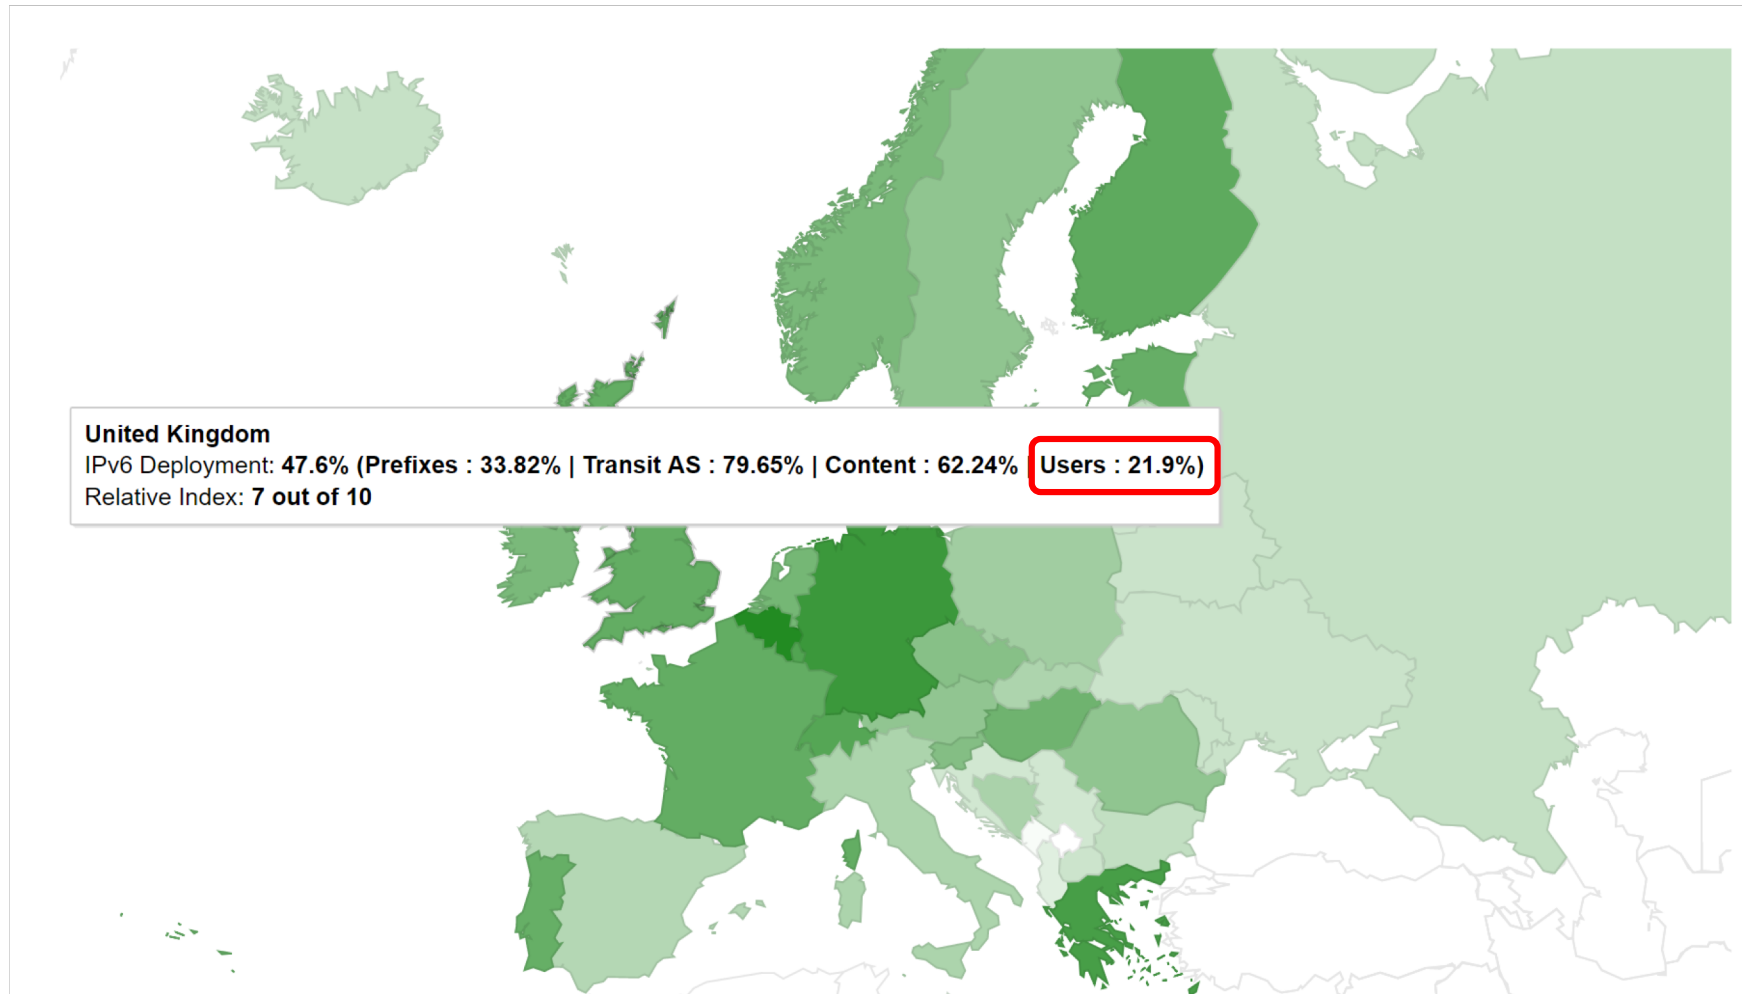 United Kingdom
IPv6 Deployment: 47.6% (Prefixes : 33.82% | Transit AS : 79.65% | Content : 62.24% | Users : 21.9%)
Relative Index: 7 out of 10